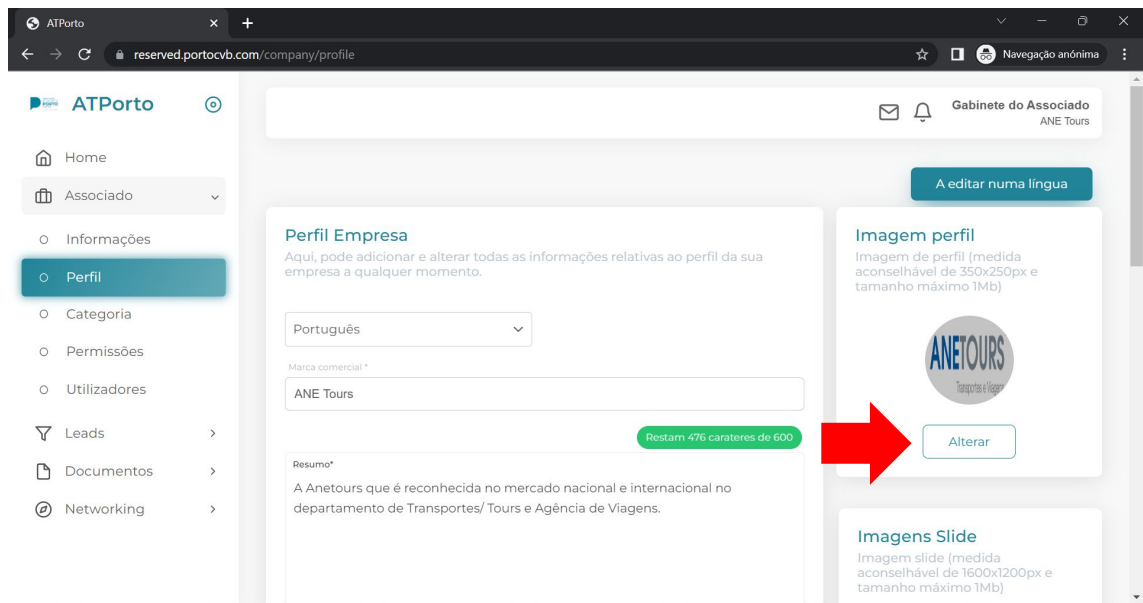 ATPorto
reserved.portocvb.com/company/profile
Navegação anónima
ATPorto
Gabinete do Associado
ANE Tours
Home
Associado
Informações
Perfil
Categoria
Permissões
Utilizadores
Leads
Documentos
Networking
A editar numa língua
Perfil Empresa
Aqui, pode adicionar e alterar todas as informações relativas ao perfil da sua
empresa a qualquer momento.
Português
Marca comercial *
ANE Tours
Restam 476 carateres de 600
Resumo*
A Anetours que é reconhecida no mercado nacional e internacional no
departamento de Transportes/ Tours e Agência de Viagens.
Imagem perfil
Imagem de perfil (medida
aconselhável de 350x250px e
tamanho máximo 1Mb)
ANETOURS
Transportes e Viagens
Alterar
Imagens Slide
Imagem slide (medida
aconselhável de 1600x1200px e
tamanho máximo 1Mb)